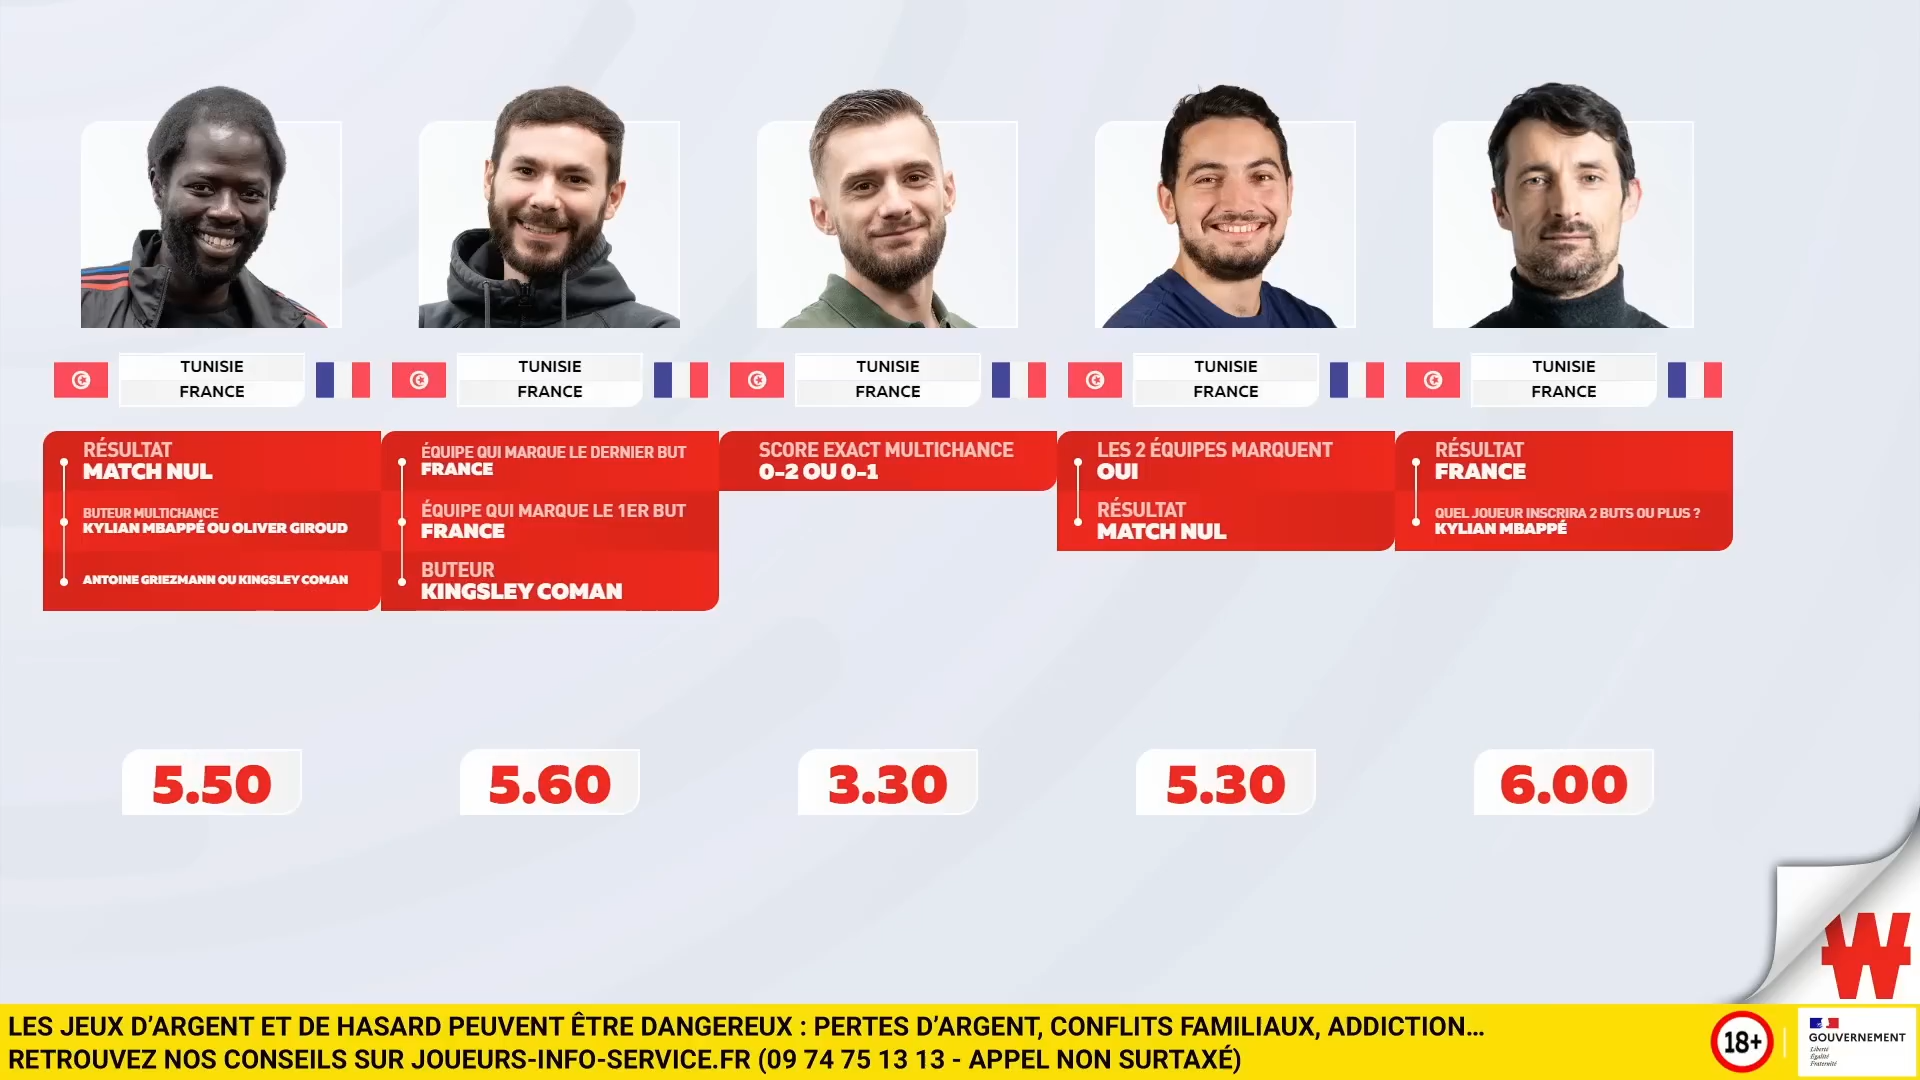 TUNISIE
FRANCE
RÉSULTAT
MATCH NUL
BUTEUR MULTICHANCE
KYLIAN MBAPPÉ OU OLIVER GIROUD
ANTOINE GRIEZMANN OU KINGSLEY COMAN
5.50
TUNISIE
FRANCE
ÉQUIPE QUI MARQUE LE DERNIER BUT
FRANCE
ÉQUIPE QUI MARQUE LE 1ER BUT
FRANCE
BUTEUR
KINGSLEY COMAN
5.60
TUNISIE
FRANCE
SCORE EXACT MULTICHANCE
0-2 OU 0-1
3.30
TUNISIE
FRANCE
LES 2 ÉQUIPES MARQUENT
OUI
RÉSULTAT
MATCH NUL
5.30
TUNISIE
FRANCE
RÉSULTAT
FRANCE
QUEL JOUEUR INSCRIRA 2 BUTS OU PLUS ?
KYLIAN MBAPPÉ
6.00
W
LES JEUX D’ARGENT ET DE HASARD PEUVENT ÊTRE DANGEREUX : PERTES D’ARGENT, CONFLITS FAMILIAUX, ADDICTION…
RETROUVEZ NOS CONSEILS SUR JOUEURS-INFO-SERVICE.FR (09 74 75 13 13 - APPEL NON SURTAXÉ)
18+
GOUVERNEMENT
Liberté
Égalité
Fraternité